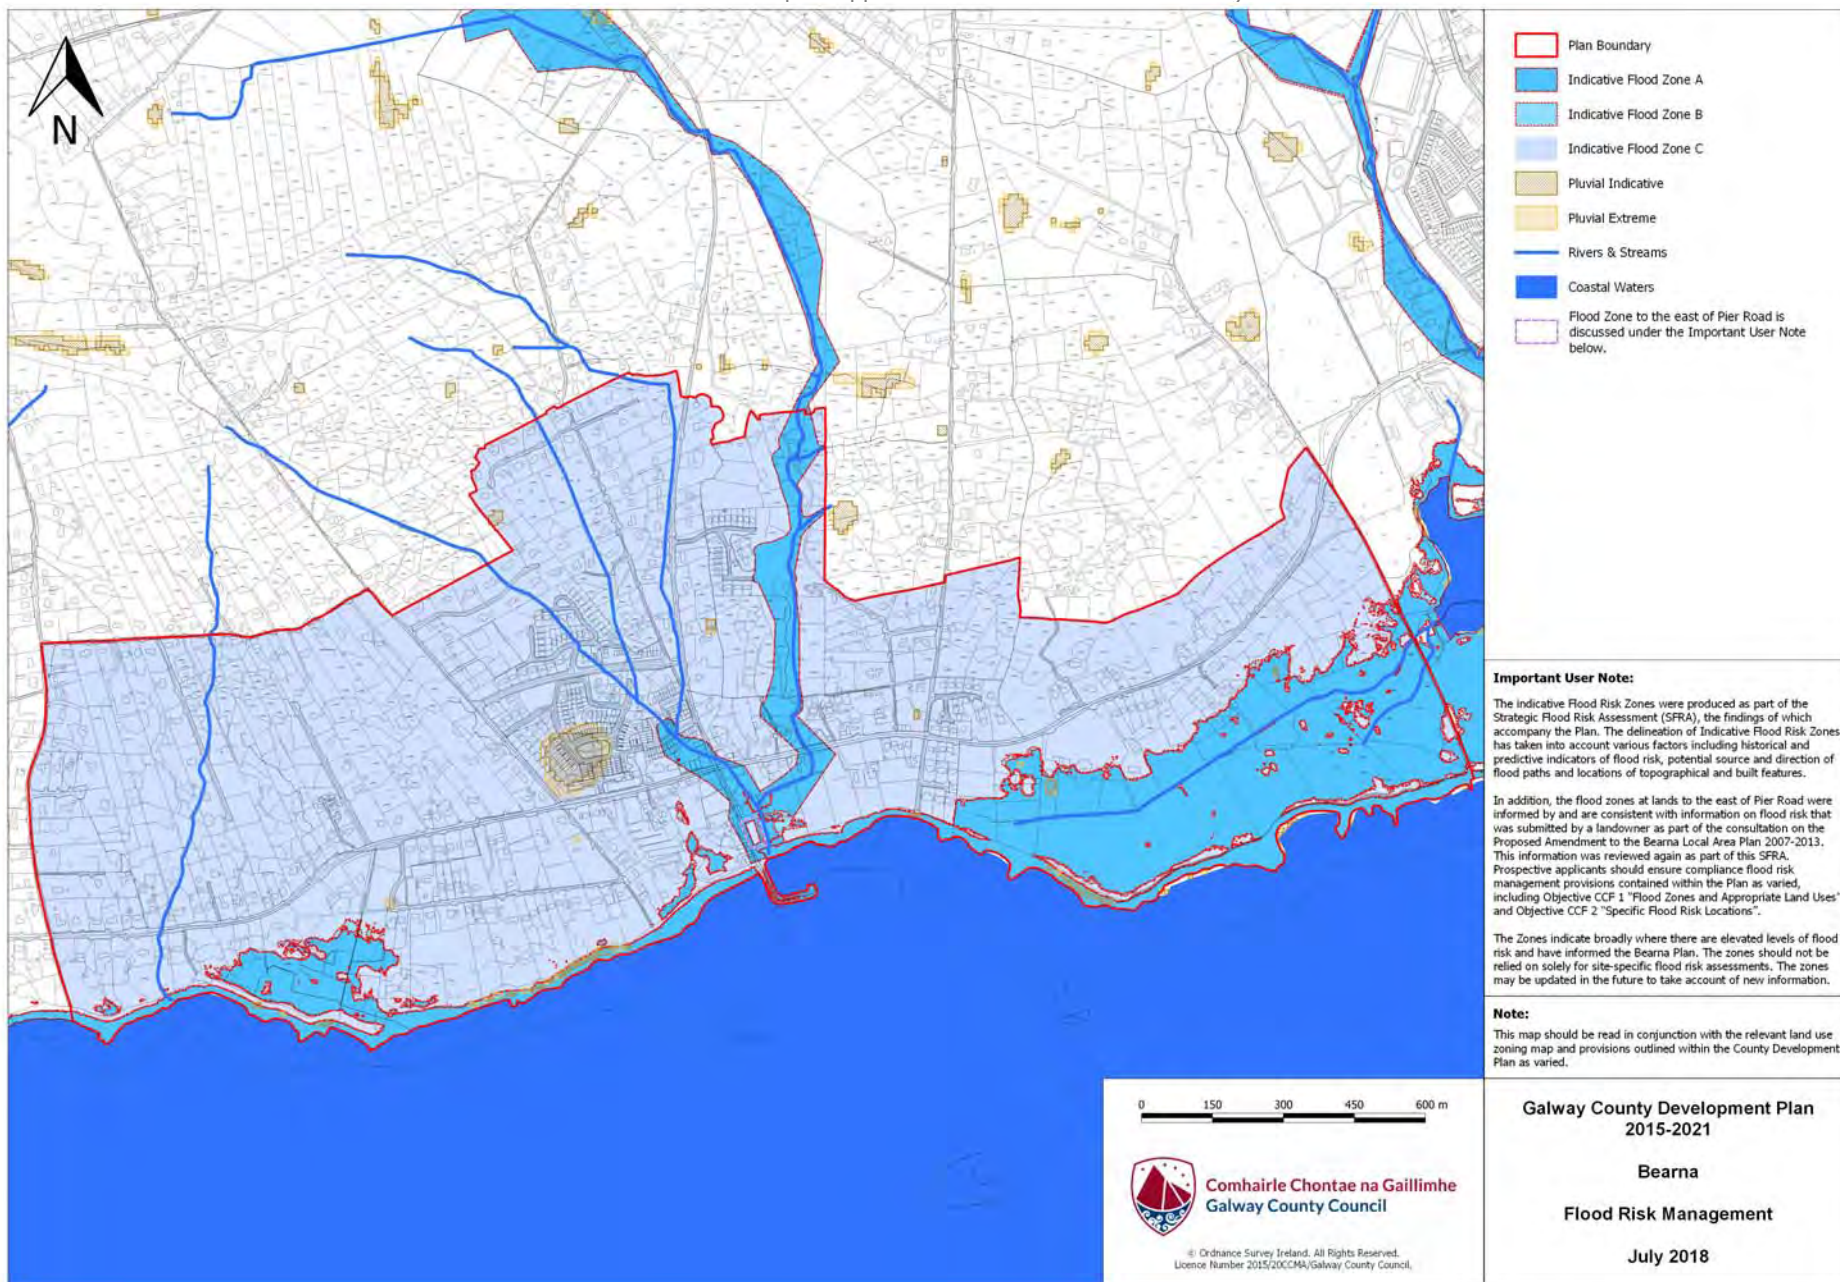 N
Plan Boundary
Indicative Flood Zone A
Indicative Flood Zone B
Indicative Flood Zone C
Pluvial Indicative
Pluvial Extreme
Rivers & Streams
Coastal Waters
Flood Zone to the east of Pier Road is
discussed under the Important User Note
below.
Important User Note:
The indicative Flood Risk Zones were produced as part of the
Strategic Flood Risk Assessment (SFRA), the findings of which
accompany the Plan. The delineation of Indicative Flood Risk Zones
has taken into account various factors including historical and
predictive indicators of flood risk, potential source and direction of
flood paths and locations of topographical and built features.
In addition, the flood zones at lands to the east of Pier Road were
informed by and are consistent with information on flood risk that
was submitted by a landowner as part of the consultation on the
Proposed Amendment to the Bearna Local Area Plan 2007-2013.
This information was reviewed again as part of this SFRA.
Prospective applicants should ensure compliance flood risk
management provisions contained within the Plan as varied,
including Objective CCF 1 "Flood Zones and Appropriate Land Uses"
and Objective CCF 2 "Specific Flood Risk Locations".
The Zones indicate broadly where there are elevated levels of flood
risk and have informed the Bearna Plan. The zones should not be
relied on solely for site-specific flood risk assessments. The zones
may be updated in the future to take account of new information.
Note:
This map should be read in conjunction with the relevant land use
zoning map and provisions outlined within the County Development
Plan as varied.
0 150 300 450 600 m
Comhairle Chontae na Gaillimhe
Galway County Council
© Ordnance Survey Ireland. All Rights Reserved.
Licence Number 2015/20CCMA/Galway County Council.
Galway County Development Plan
2015-2021
Bearna
Flood Risk Management
July 2018